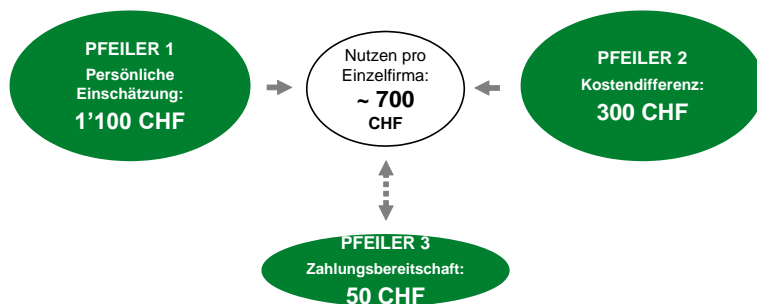 PFEILER 1
Persönliche
Einschätzung:
1’100 CHF
Nutzen pro
Einzelfirma:
~ 700
CHF
PFEILER 2
Kostendifferenz:
300 CHF
PFEILER 3
Zahlungsbereitschaft:
50 CHF